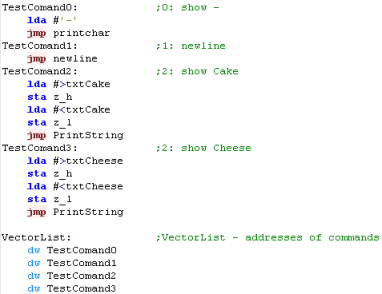 TestComand0: ;0: show -
lda #'-'
jmp printchar
TestComand1: ;1: newline
jmp newline
TestComand2: ;2: show Cake
lda #>txtCake
sta z_h
lda #<txtCake
sta z_l
jmp PrintString
TestComand3: ;2: show Cheese
lda #>txtCheese
sta z_h
lda #<txtCheese
sta z_l
jmp PrintString
VectorList: ;VectorList - addresses of commands
dw TestComand0
dw TestComand1
dw TestComand2
dw TestComand3